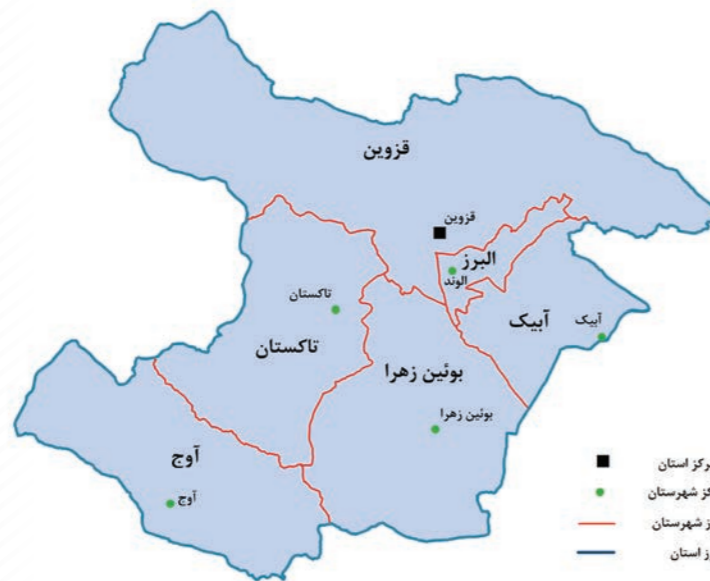 قزوین
قزوین
البرز
الوند
تاکستان
آبیک
آبیک
تاکستان
بوئین زهرا
بوئین زهرا
آوج
آوج
رکز استان
کز شهرستان
ز شهرستان
ز استان